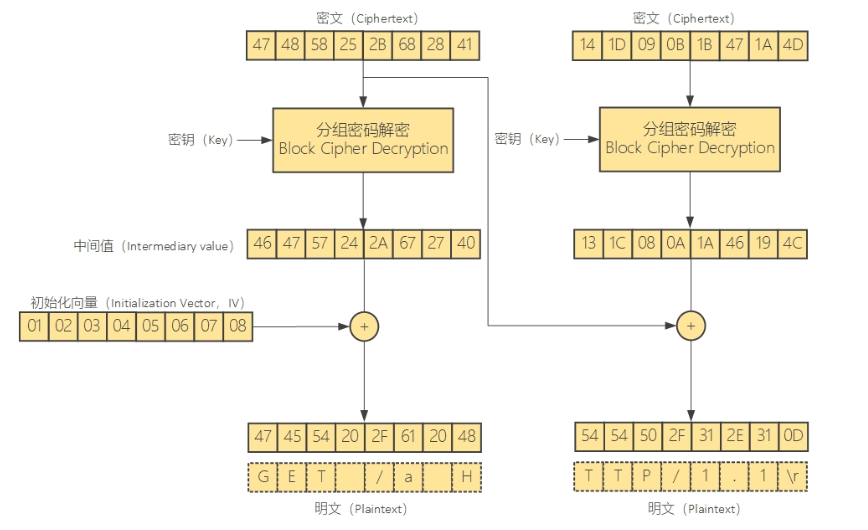 密文（Ciphertext）
47 48 58 25 2B 68 28 41
密钥（Key）
分组密码解密
Block Cipher Decryption
中间值（Intermediary value）
46 47 57 24 2A 67 27 40
初始化向量（Initialization Vector，IV）
01 02 03 04 05 06 07 08
+
47 45 54 20 2F 61 20 48
G E T / a H
明文（Plaintext）
密文（Ciphertext）
14 1D 09 0B 1B 47 1A 4D
密钥（Key）
分组密码解密
Block Cipher Decryption
13 1C 08 0A 1A 46 19 4C
+
54 54 50 2F 31 2E 31 0D
T T P / 1 . 1 \r
明文（Plaintext）